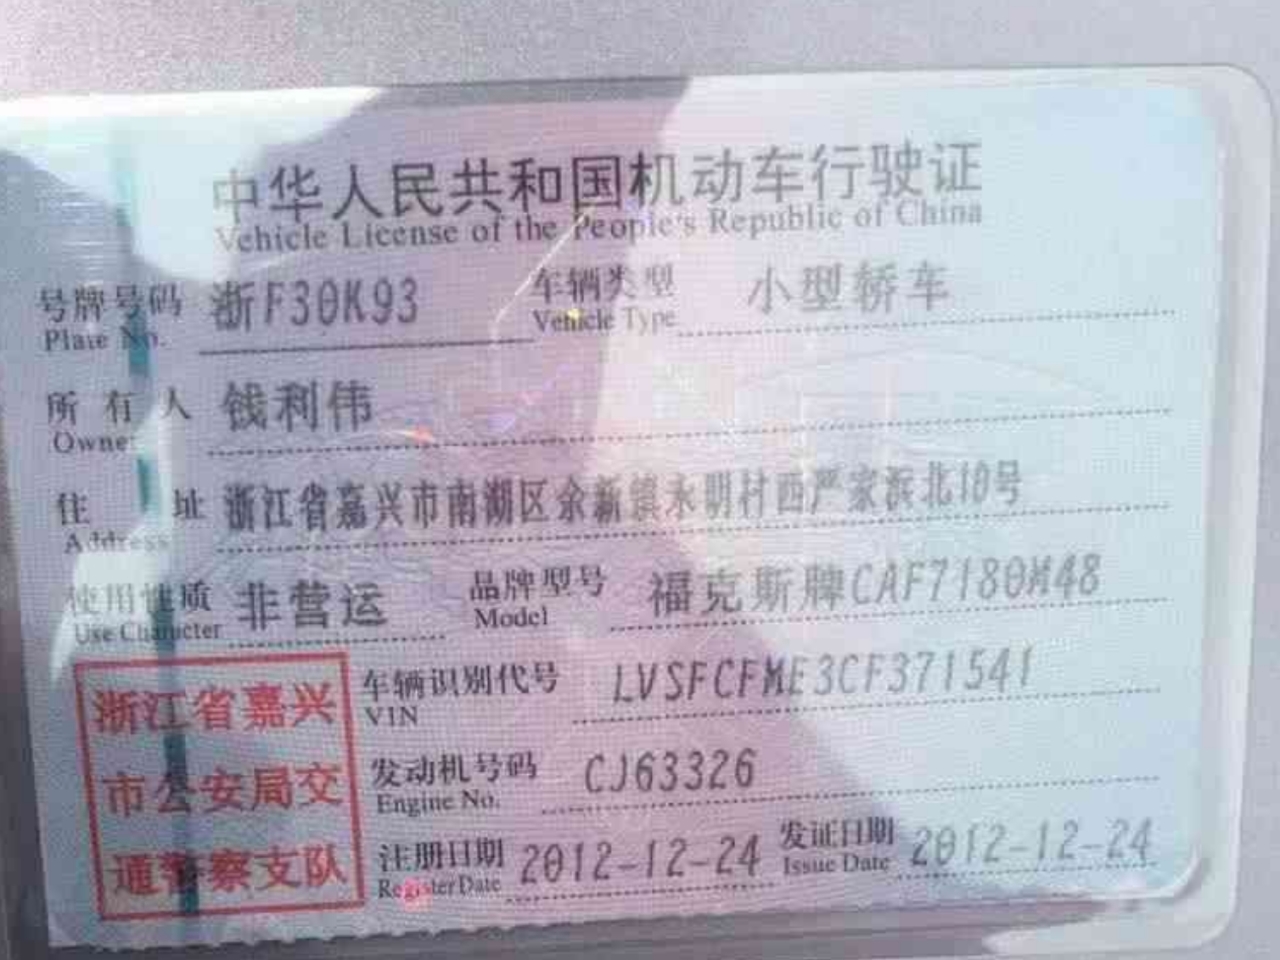 中华人民共和国机动车行驶证
Vehicle License of the People's Republic of China
号牌号码 浙F30K93 车辆类型 小型轿车
Plate No. Vehicle Type
所有人 钱利伟
Owner
住址 浙江省嘉兴市南湖区余新镇永明村西严家浜北10号
Address
使用性质 非营运 品牌型号 福克斯牌CAF7180M48
Use Character Model
浙江省嘉兴 车辆识别代号 LVSFCFME3CF371541
VIN
市公安局交 发动机号码 CJ63326
Engine No.
通警察支队 注册日期 2012-12-24 发证日期 2012-12-24
Register Date Issue Date